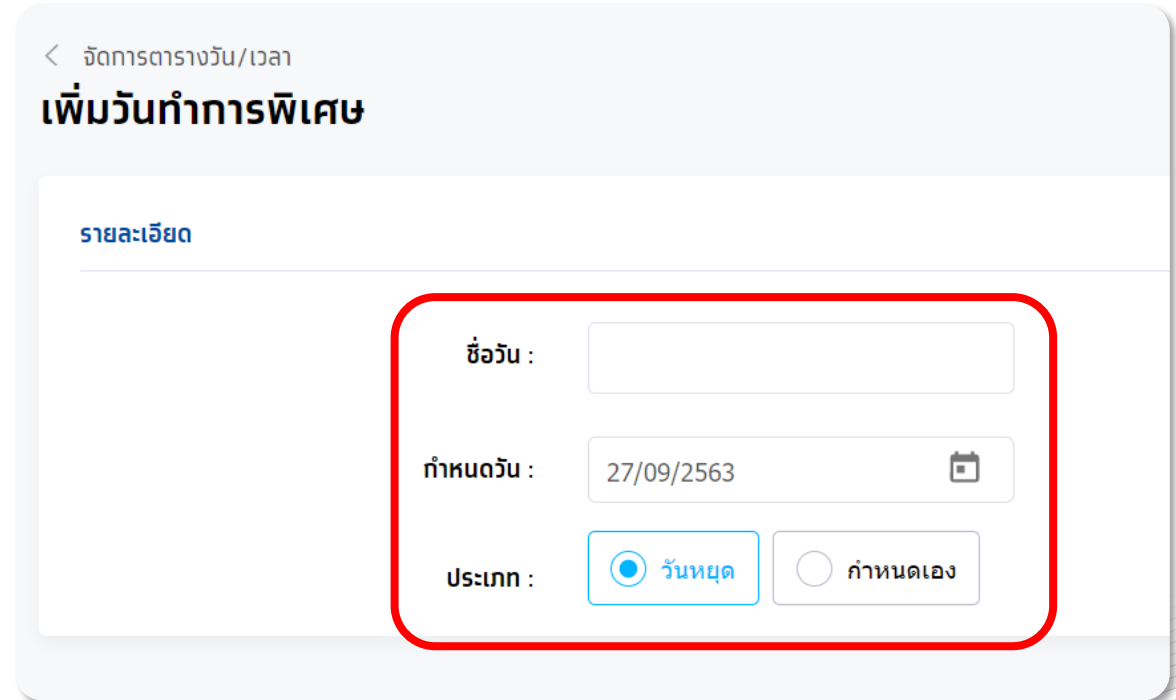 จัดการตารางวัน/เวลา
เพิ่มวันทำการพิเศษ
รายละเอียด
ชื่อวัน :
กำหนดวัน : 27/09/2563
ประเภท : วันหยุด กำหนดเอง